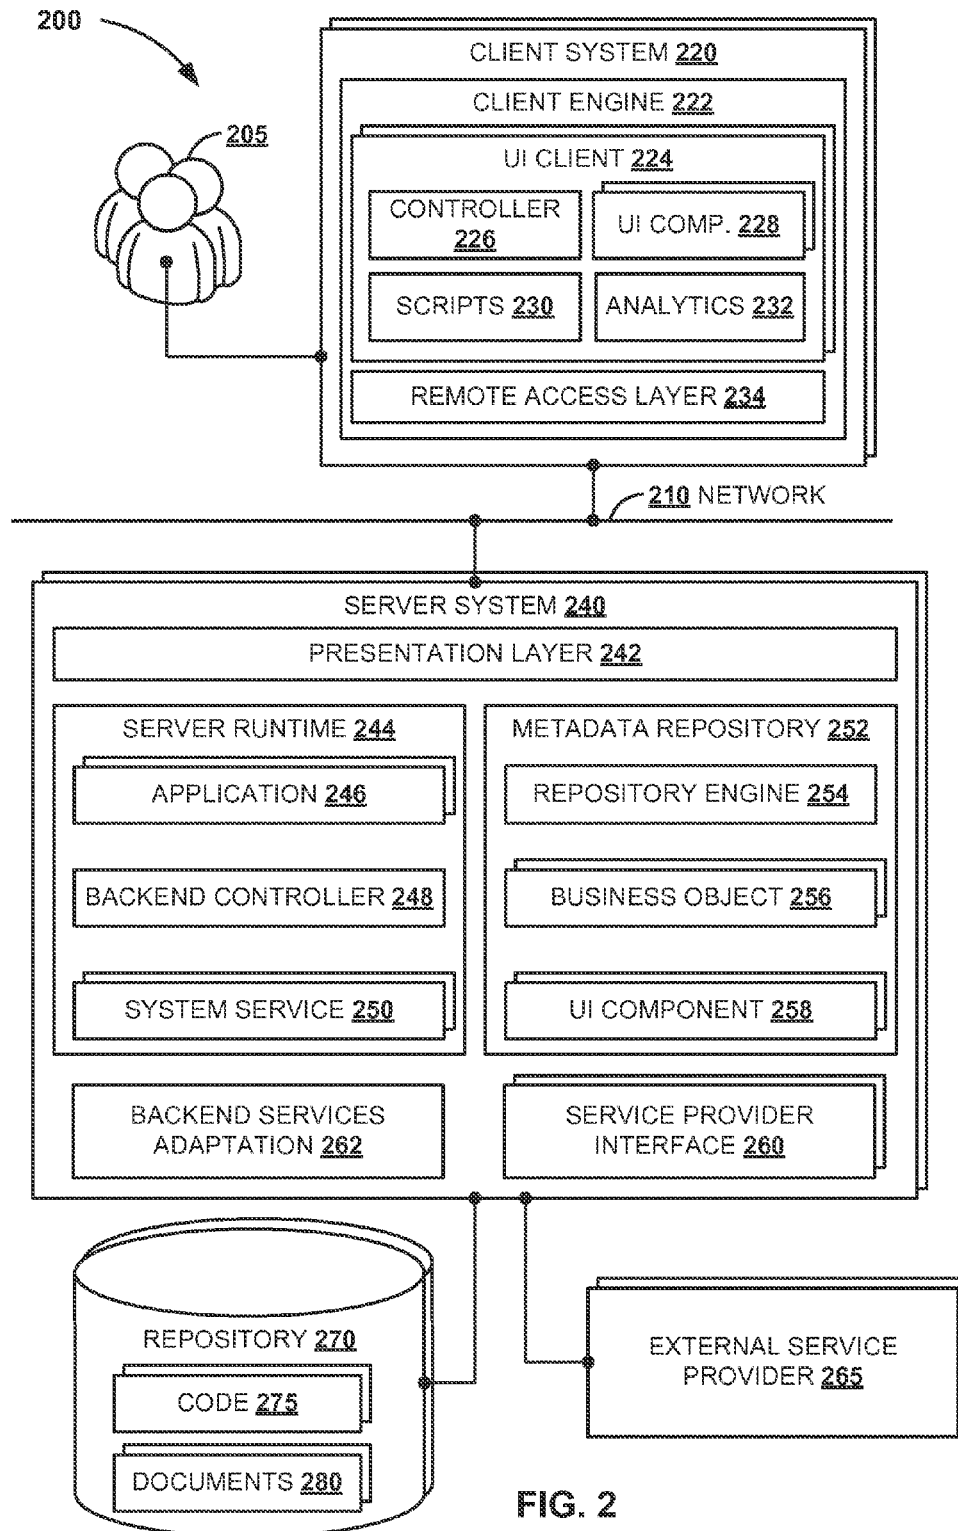 200
CLIENT SYSTEM 220
CLIENT ENGINE 222
205
UI CLIENT 224
CONTROLLER
226
UI COMP. 228
SCRIPTS 230
ANALYTICS 232
REMOTE ACCESS LAYER 234
210 NETWORK
SERVER SYSTEM 240
PRESENTATION LAYER 242
SERVER RUNTIME 244
METADATA REPOSITORY 252
APPLICATION 246
REPOSITORY ENGINE 254
BACKEND CONTROLLER 248
BUSINESS OBJECT 256
SYSTEM SERVICE 250
UI COMPONENT 258
BACKEND SERVICES
ADAPTATION 262
SERVICE PROVIDER
INTERFACE 260
REPOSITORY 270
CODE 275
DOCUMENTS 280
EXTERNAL SERVICE
PROVIDER 265
FIG. 2